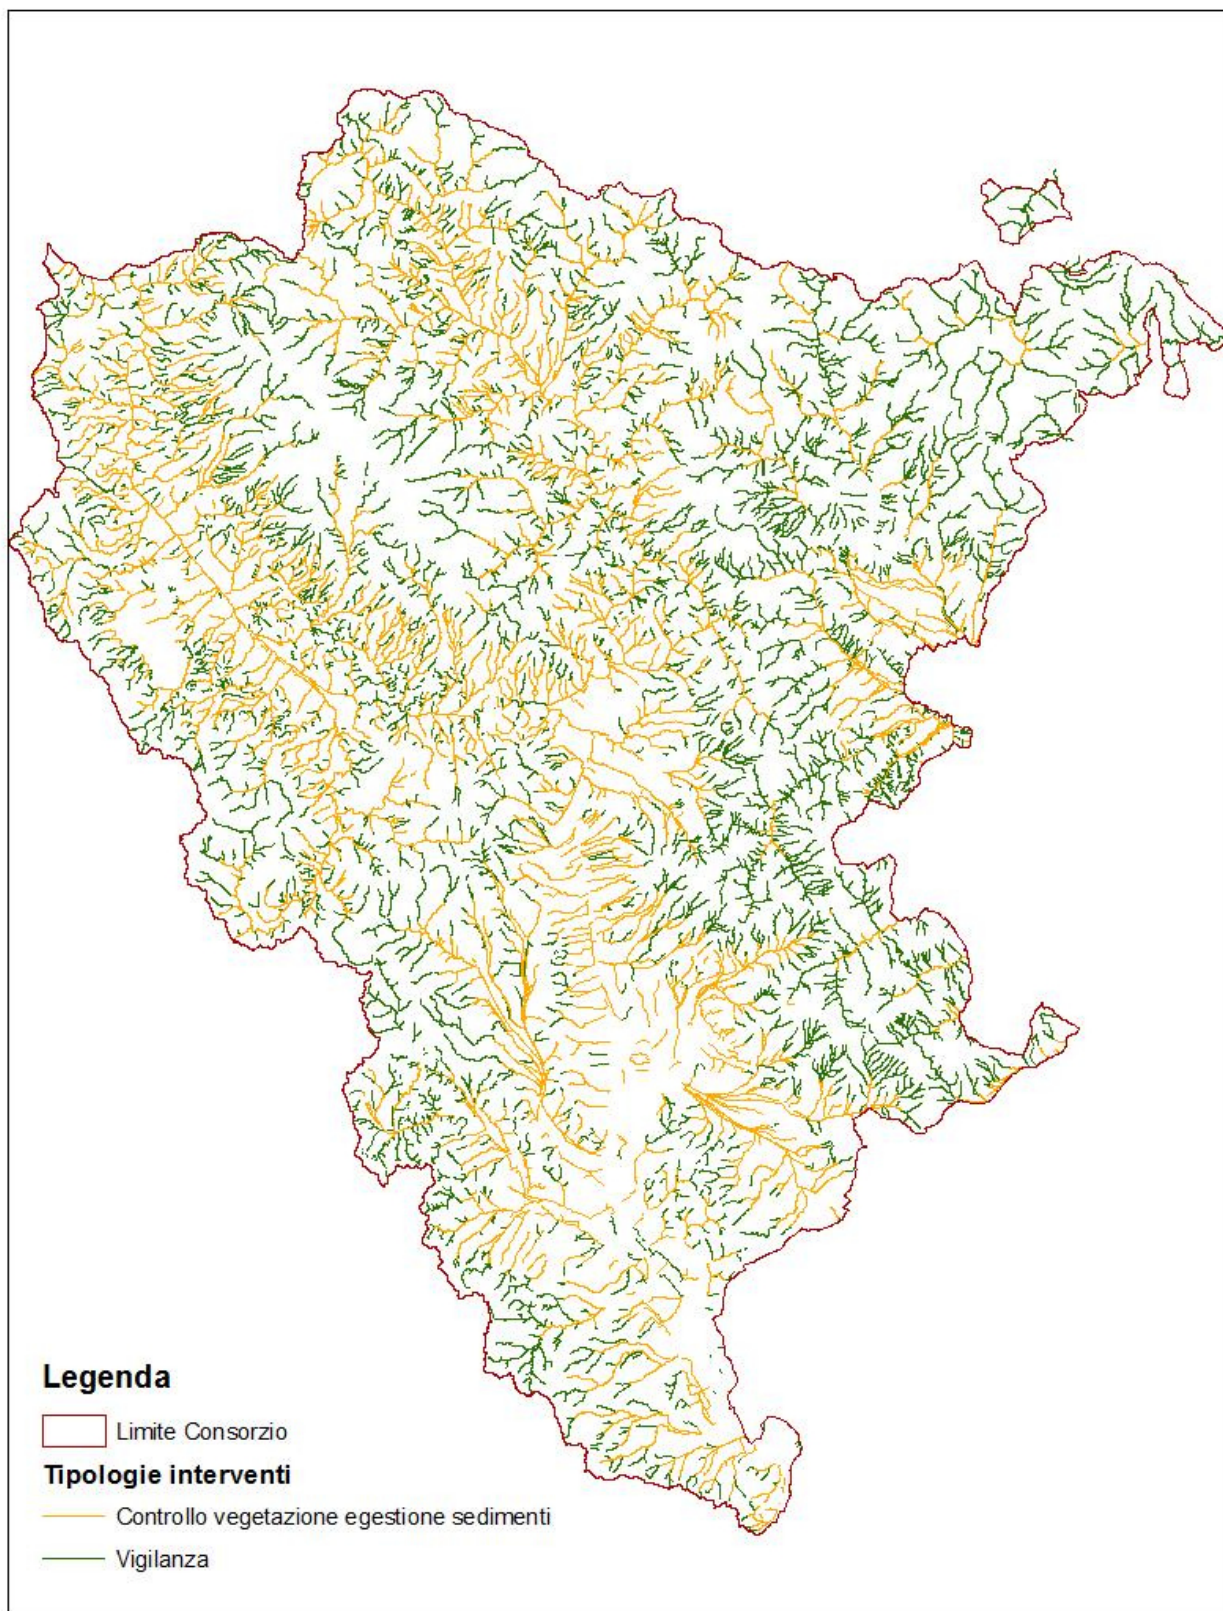 Legenda
Limite Consorzio
Tipologie interventi
Controllo vegetazione egestione sedimenti
Vigilanza